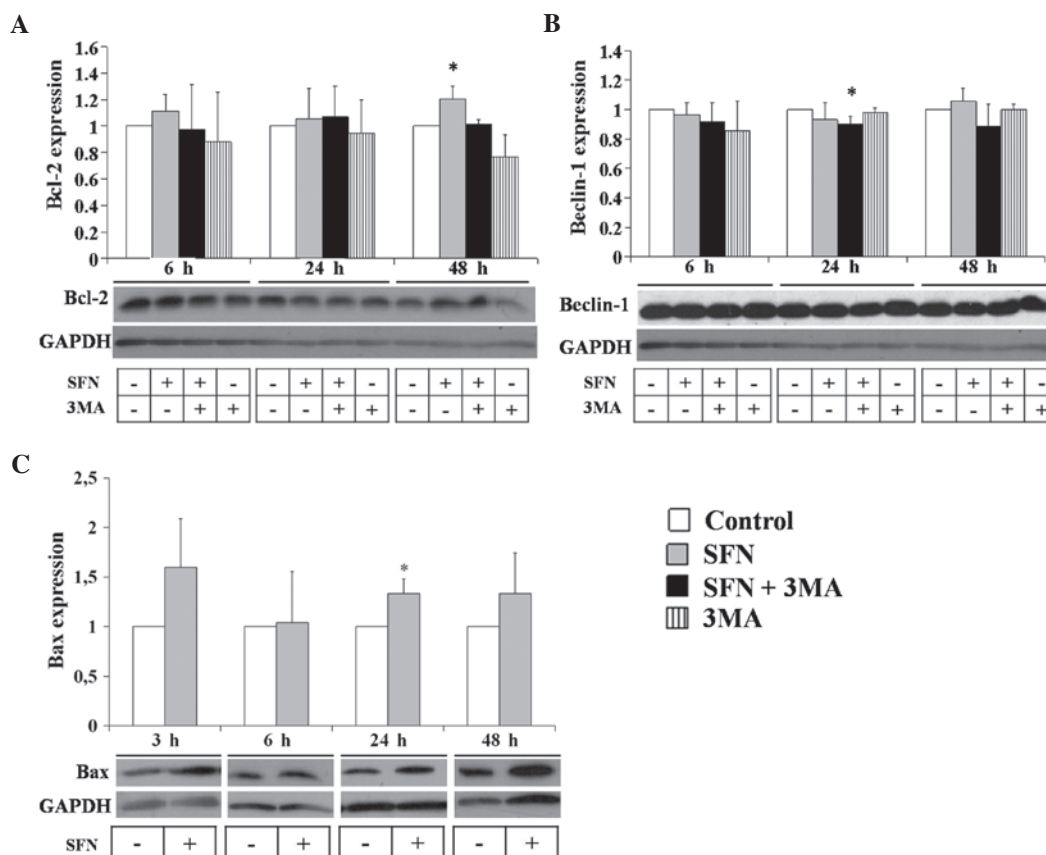 A
1.6
1.4
1.2
1
0.8
0.6
0.4
0.2
0
Bcl-2 expression
*
6 h 24 h 48 h
Bcl-2
GAPDH
SFN - + + - - + + - - + + -
3MA - - + + - - + + - - + +
B
1.4
1.2
1
0.8
0.6
0.4
0.2
0
Beclin-1 expression
*
6 h 24 h 48 h
Beclin-1
GAPDH
SFN - + + - - + + - - + + -
3MA - - + + - - + + - - + +
C
2,5
2
1,5
1
0,5
0
Bax expression
*
3 h 6 h 24 h 48 h
Bax
GAPDH
SFN - + - + - + - +
Control
SFN
SFN + 3MA
3MA